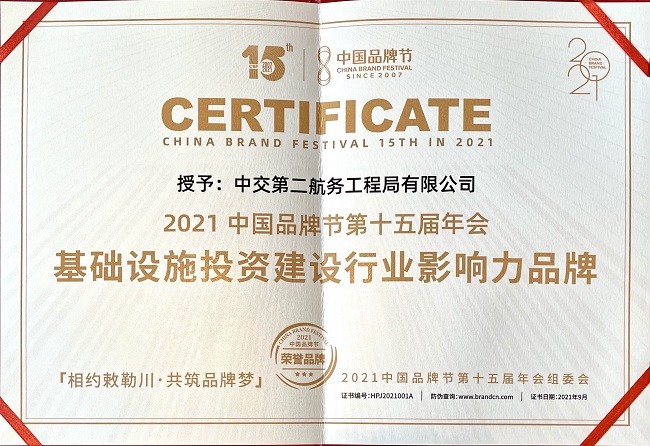 15th
中国品牌节
CHINA BRAND FESTIVAL
SINCE 2007
2021
CHINA
BRAND
FESTIVAL
CERTIFICATE
CHINA BRAND FESTIVAL 15TH IN 2021
授予：中交第二航务工程局有限公司
2021 中国品牌节第十五届年会
基础设施投资建设行业影响力品牌
CHINA BRAND FESTIVAL
2021
中国品牌节
荣誉品牌
「相约敕勒川·共筑品牌梦」
2021中国品牌节第十五届年会组委会
证书编号:HPJ2021001A | 防伪查询:www.brandcn.com | 证书日期:2021年9月